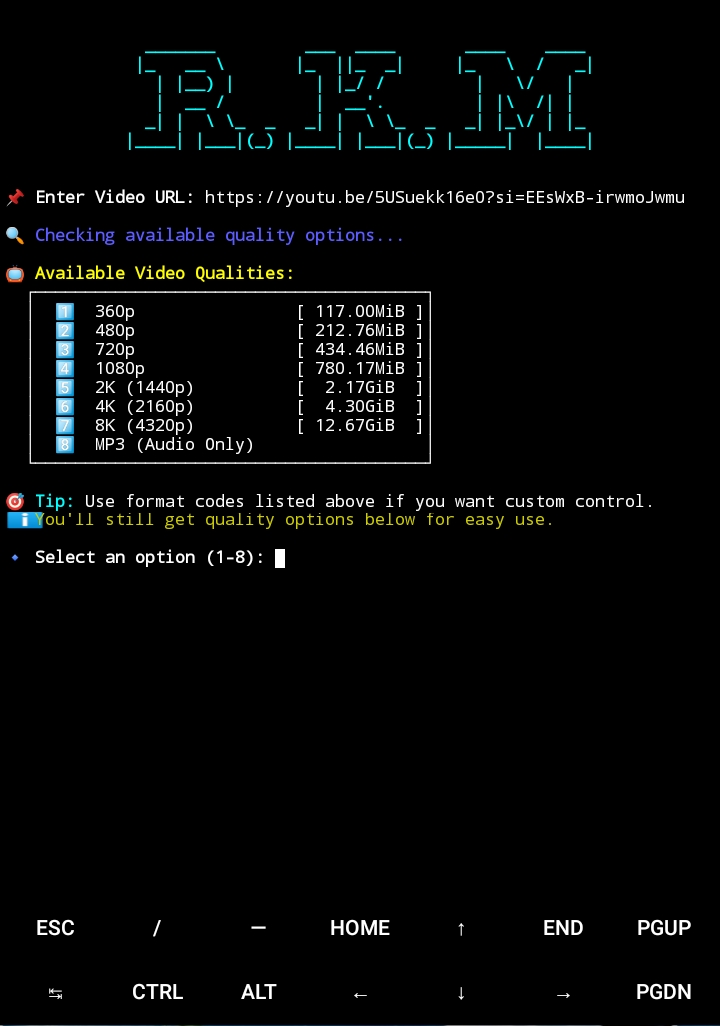 R.K.M
📌 Enter Video URL: https://youtu.be/5USuekk16eO?si=EEsWxB-irwmoJwmu
🔍 Checking available quality options...
📺 Available Video Qualities:
1️⃣ 360p [ 117.00MiB ]
2️⃣ 480p [ 212.76MiB ]
3️⃣ 720p [ 434.46MiB ]
4️⃣ 1080p [ 780.17MiB ]
5️⃣ 2K (1440p) [ 2.17GiB ]
6️⃣ 4K (2160p) [ 4.30GiB ]
7️⃣ 8K (4320p) [ 12.67GiB ]
8️⃣ MP3 (Audio Only)
🎯 Tip: Use format codes listed above if you want custom control.
ℹ️ You'll still get quality options below for easy use.
🔹 Select an option (1-8):
ESC / — HOME ↑ END PGUP
↹ CTRL ALT ← ↓ → PGDN